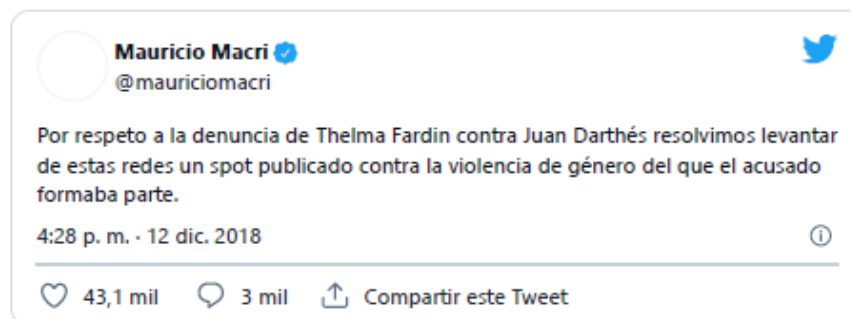 Mauricio Macri
@mauriciomacri
Por respeto a la denuncia de Thelma Fardin contra Juan Darthés resolvimos levantar
de estas redes un spot publicado contra la violencia de género del que el acusado
formaba parte.
4:28 p. m. · 12 dic. 2018
43,1 mil 3 mil Compartir este Tweet